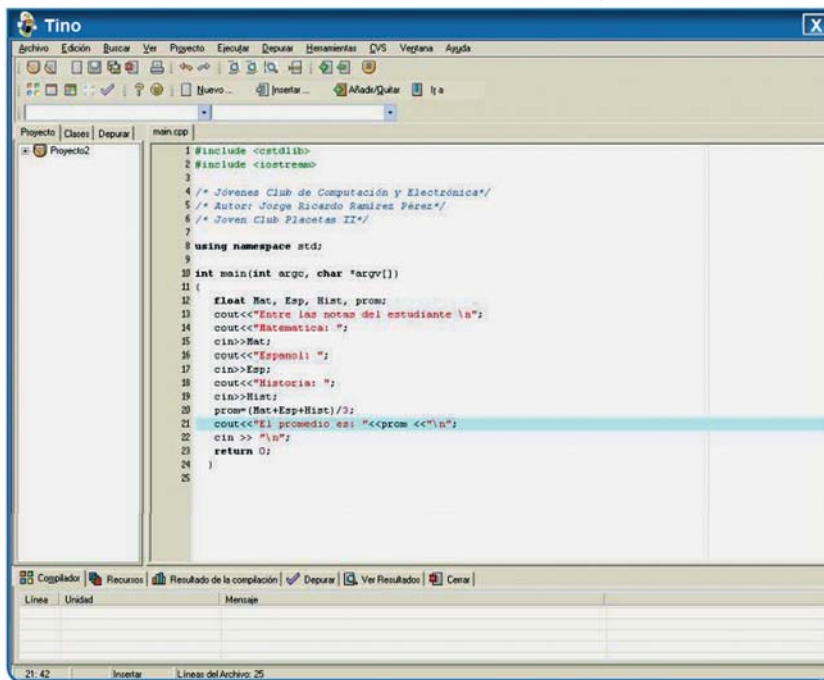 Tino X
Archivo Edición Buscar Ver Proyecto Ejecutar Depurar Herramientas CVS Ventana Ayuda
Nuevo... Insertar... Añadir/Quitar Ir a
Proyecto Clases Depurar main.cpp
Proyecto2
1 #include <cstdlib>
2 #include <iostream>
3
4 /* Jóvenes Club de Computación y Electrónica*/
5 /* Autor: Jorge Ricardo Ramírez Pérez*/
6 /* Joven Club Placetas II*/
7
8 using namespace std;
9
10 int main(int argc, char *argv[])
11 {
12 float Mat, Esp, Hist, prom;
13 cout<<"Entre las notas del estudiante \n";
14 cout<<"Matematica: ";
15 cin>>Mat;
16 cout<<"Espanol: ";
17 cin>>Esp;
18 cout<<"Historia: ";
19 cin>>Hist;
20 prom=(Mat+Esp+Hist)/3;
21 cout<<"El promedio es: "<<prom <<"\n";
22 cin >> "\n";
23 return 0;
24 }
25
Compilador Recursos Resultado de la compilación Depurar Ver Resultados Cerrar
Línea Unidad Mensaje
21: 42 Insertar Líneas del Archivo: 25